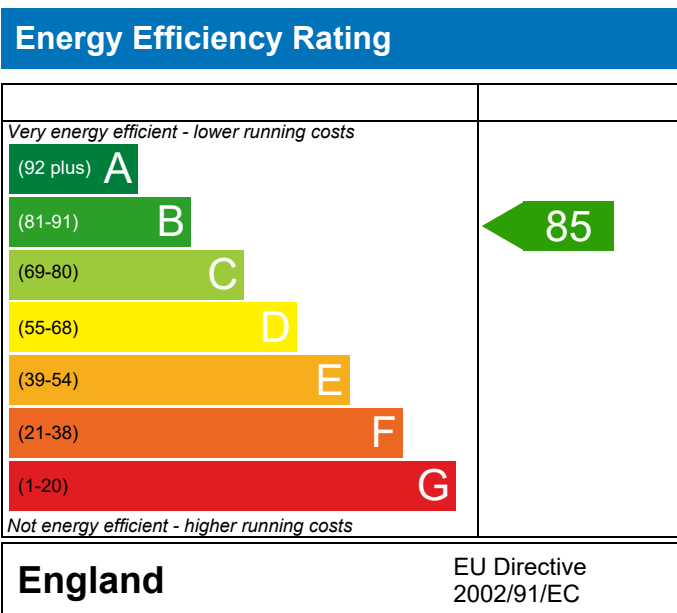 Energy Efficiency Rating
Very energy efficient - lower running costs
(92 plus) A
(81-91) B
85
(69-80) C
(55-68) D
(39-54) E
(21-38) F
(1-20) G
Not energy efficient - higher running costs
England
EU Directive
2002/91/EC